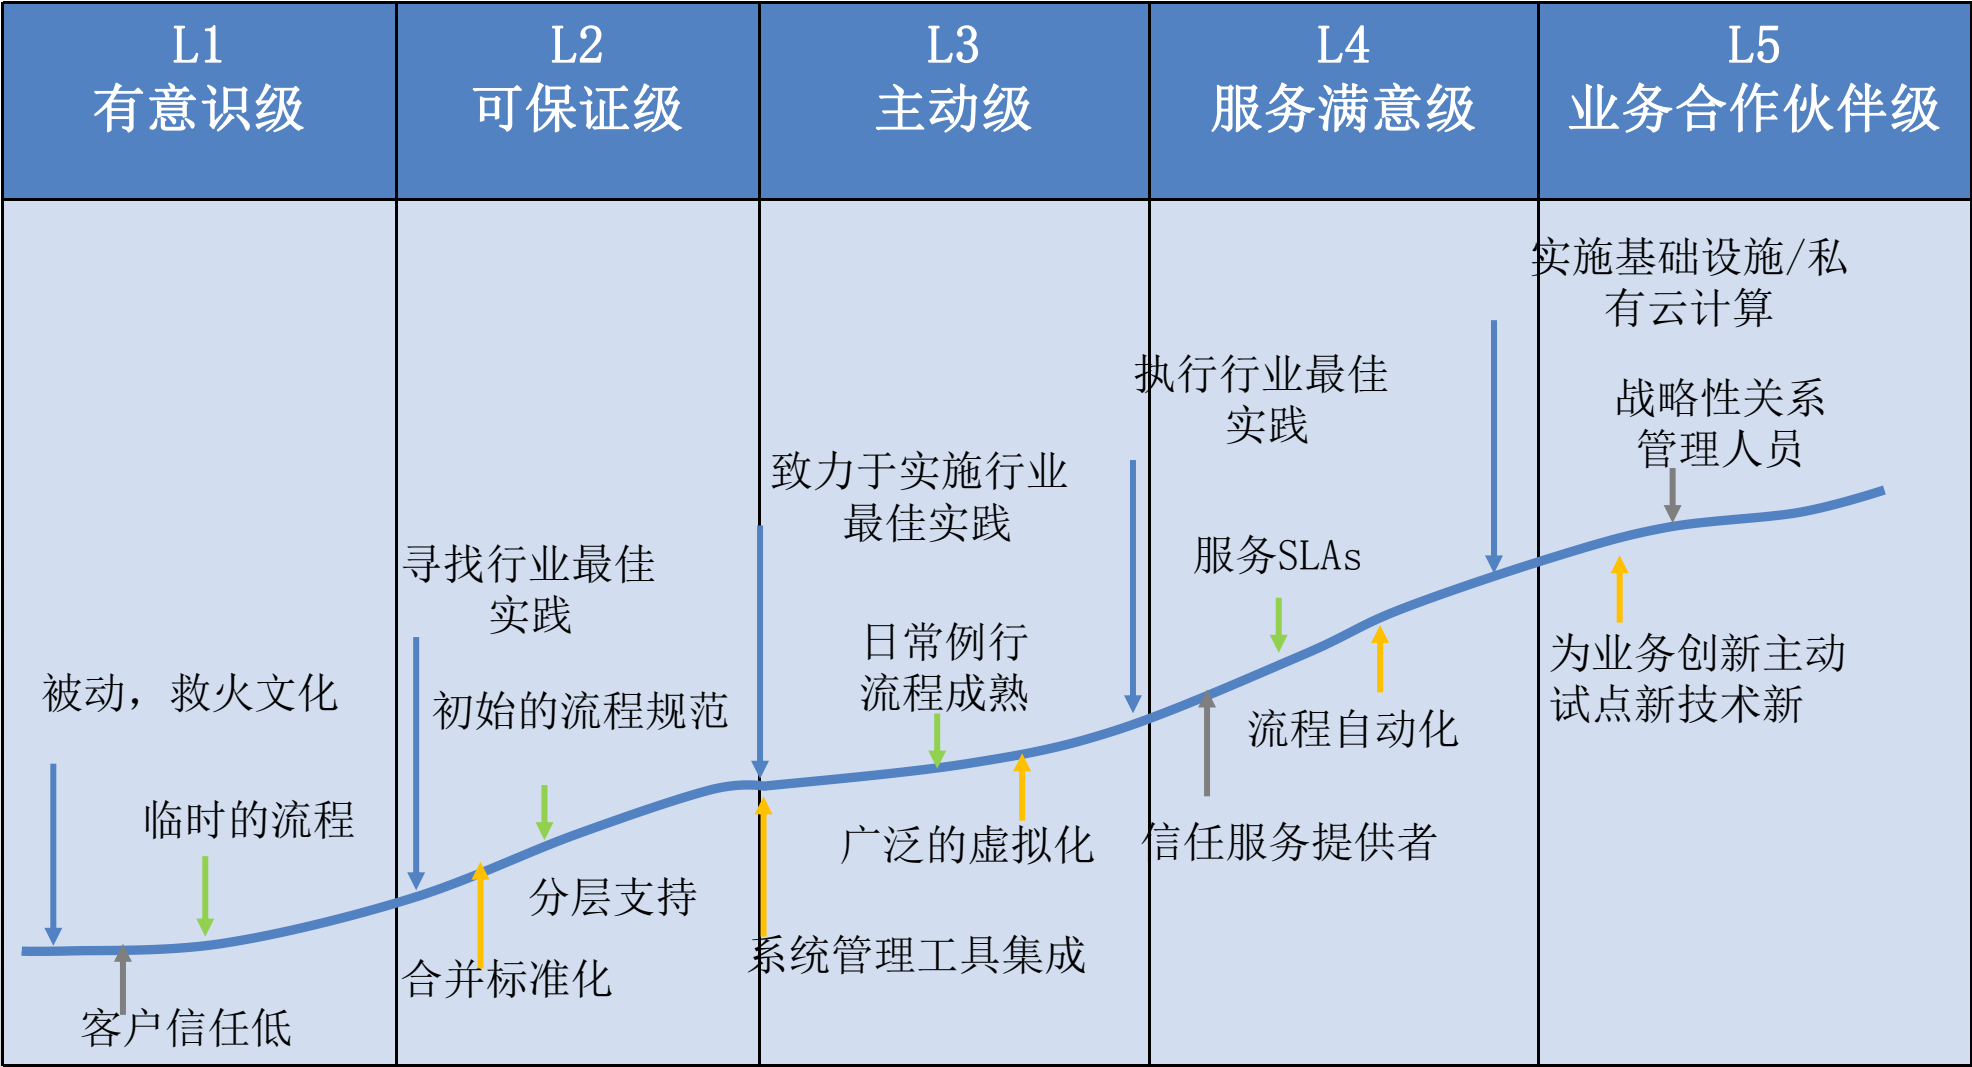 L1
有意识级
L2
可保证级
L3
主动级
L4
服务满意级
L5
业务合作伙伴级
被动，救火文化
临时的流程
客户信任低
寻找行业最佳
实践
初始的流程规范
分层支持
合并标准化
致力于实施行业
最佳实践
日常例行
流程成熟
广泛的虚拟化
系统管理工具集成
执行行业最佳
实践
服务SLAs
流程自动化
信任服务提供者
实施基础设施/私
有云计算
战略性关系
管理人员
为业务创新主动
试点新技术新